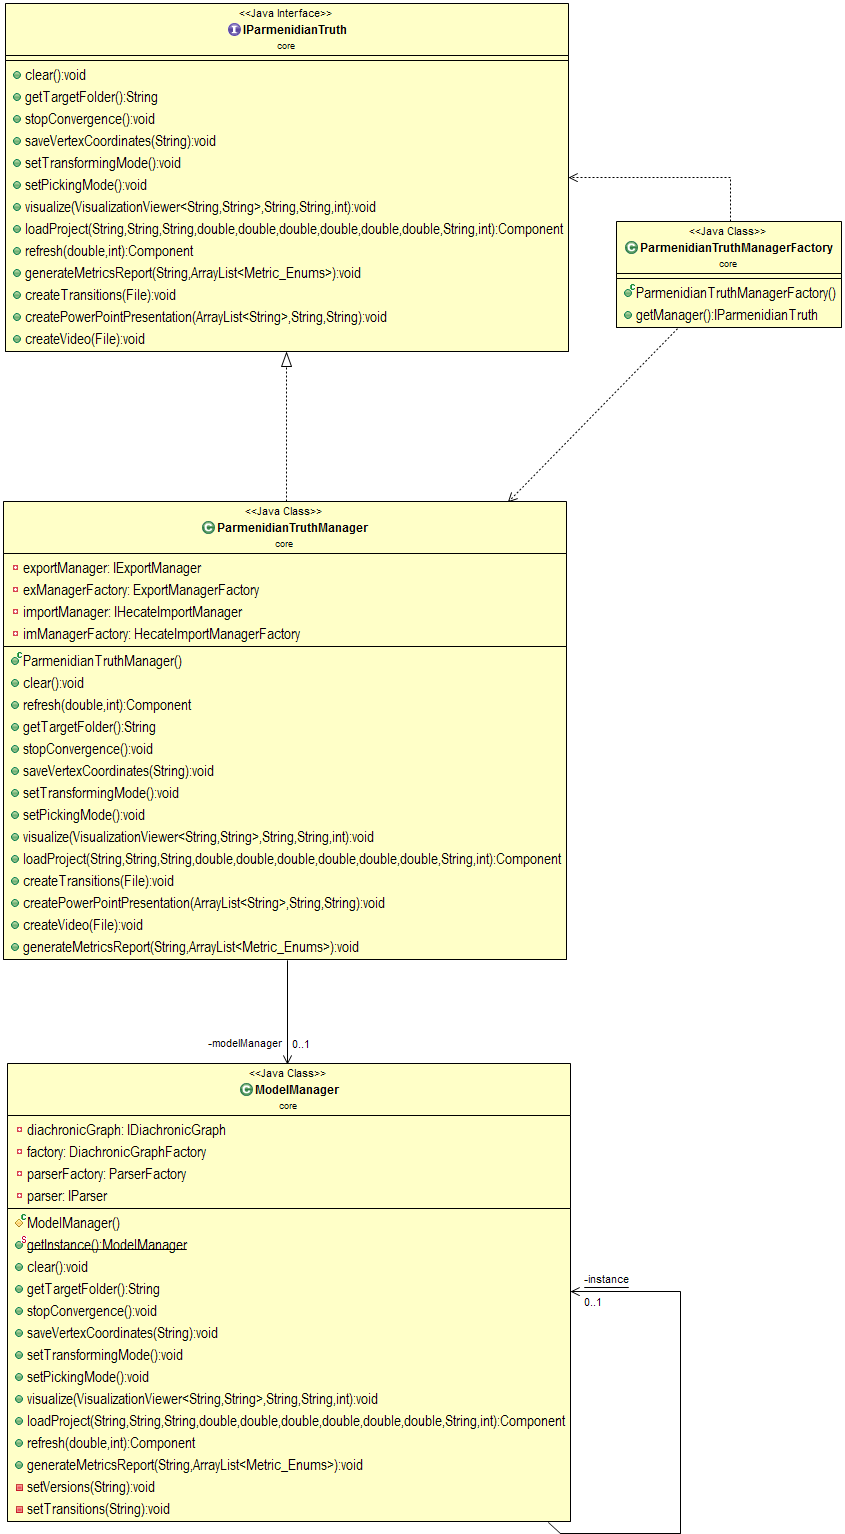 <<Java Interface>>
IParmenidianTruth
core
clear():void
getTargetFolder():String
stopConvergence():void
saveVertexCoordinates(String):void
setTransformingMode():void
setPickingMode():void
visualize(VisualizationViewer<String,String>,String,String,int):void
loadProject(String,String,String,double,double,double,double,double,double,String,int):Component
refresh(double,int):Component
generateMetricsReport(String,ArrayList<Metric_Enums>):void
createTransitions(File):void
createPowerPointPresentation(ArrayList<String>,String,String):void
createVideo(File):void
<<Java Class>>
ParmenidianTruthManagerFactory
core
ParmenidianTruthManagerFactory()
getManager():IParmenidianTruth
<<Java Class>>
ParmenidianTruthManager
core
exportManager: IExportManager
exManagerFactory: ExportManagerFactory
importManager: IHecateImportManager
imManagerFactory: HecateImportManagerFactory
ParmenidianTruthManager()
clear():void
refresh(double,int):Component
getTargetFolder():String
stopConvergence():void
saveVertexCoordinates(String):void
setTransformingMode():void
setPickingMode():void
visualize(VisualizationViewer<String,String>,String,String,int):void
loadProject(String,String,String,double,double,double,double,double,double,String,int):Component
createTransitions(File):void
createPowerPointPresentation(ArrayList<String>,String,String):void
createVideo(File):void
generateMetricsReport(String,ArrayList<Metric_Enums>):void
-modelManager 0..1
<<Java Class>>
ModelManager
core
diachronicGraph: IDiachronicGraph
factory: DiachronicGraphFactory
parserFactory: ParserFactory
parser: IParser
ModelManager()
getInstance():ModelManager
clear():void
getTargetFolder():String
stopConvergence():void
saveVertexCoordinates(String):void
setTransformingMode():void
setPickingMode():void
visualize(VisualizationViewer<String,String>,String,String,int):void
loadProject(String,String,String,double,double,double,double,double,double,String,int):Component
refresh(double,int):Component
generateMetricsReport(String,ArrayList<Metric_Enums>):void
setVersions(String):void
setTransitions(String):void
-instance
0..1